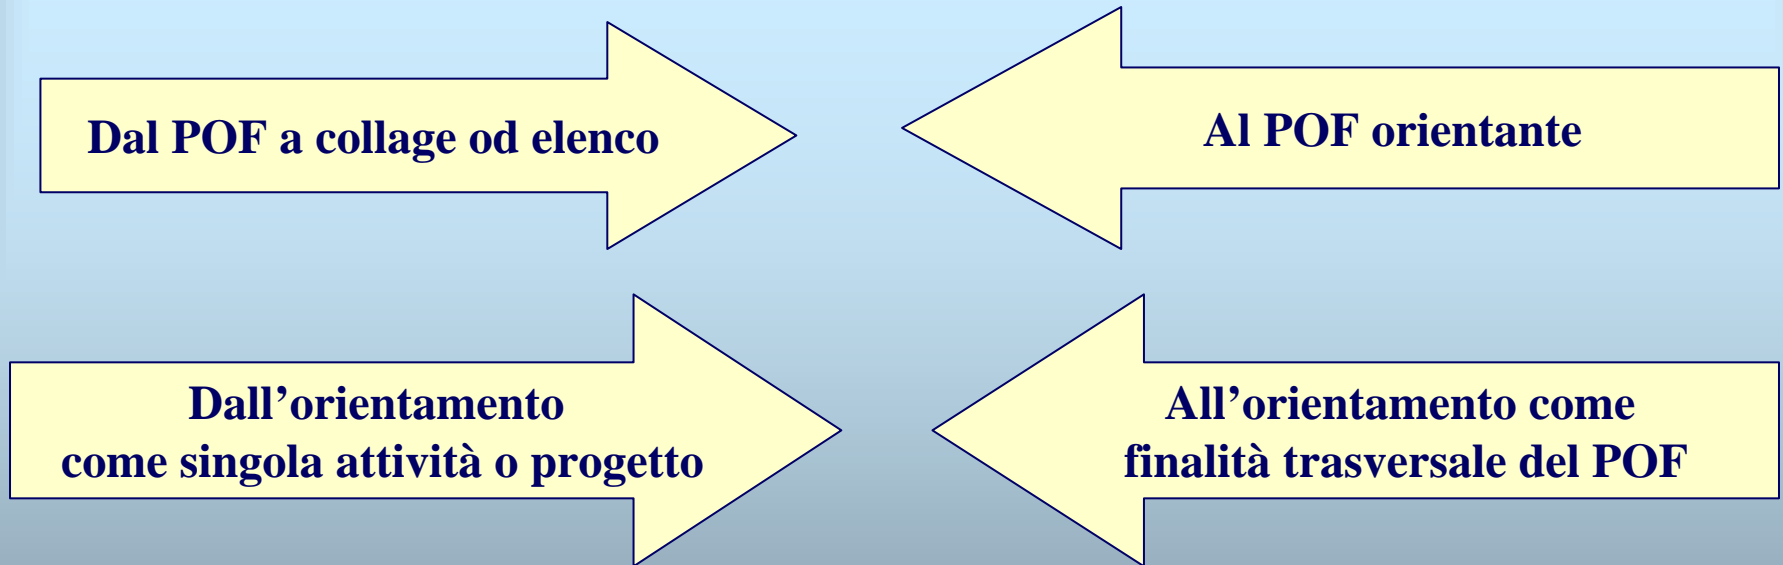 Dal POF a collage od elenco
Al POF orientante
Dall’orientamento
come singola attività o progetto
All’orientamento come
finalità trasversale del POF